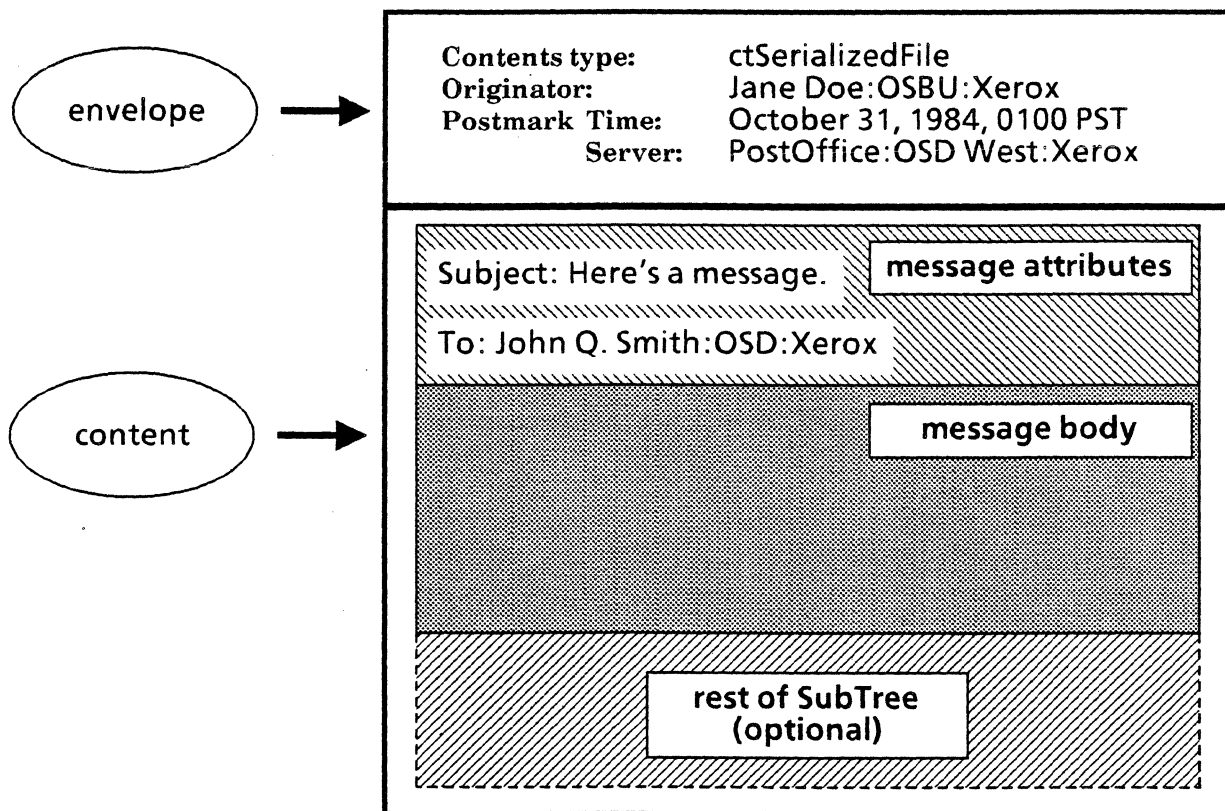 envelope
Contents type: ctSerializedFile
Originator: Jane Doe:OSBU:Xerox
Postmark Time: October 31, 1984, 0100 PST
Server: PostOffice:OSD West:Xerox
content
Subject: Here's a message.
message attributes
To: John Q. Smith:OSD:Xerox
message body
rest of SubTree
(optional)